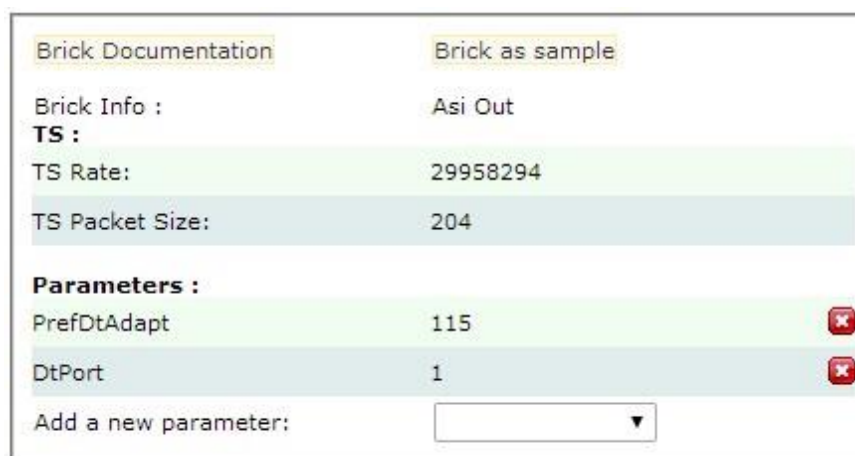 Brick Documentation Brick as sample
Brick Info : Asi Out
TS :
TS Rate: 29958294
TS Packet Size: 204
Parameters :
PrefDtAdapt 115
DtPort 1
Add a new parameter: